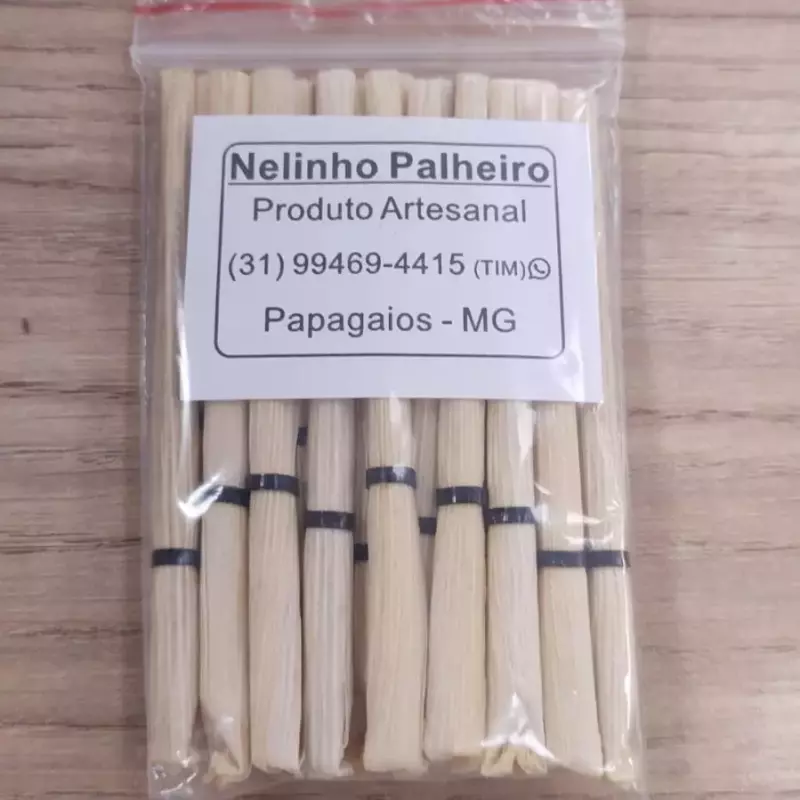 Nelinho Palheiro
Produto Artesanal
(31) 99469-4415 (TIM)
Papagaios - MG